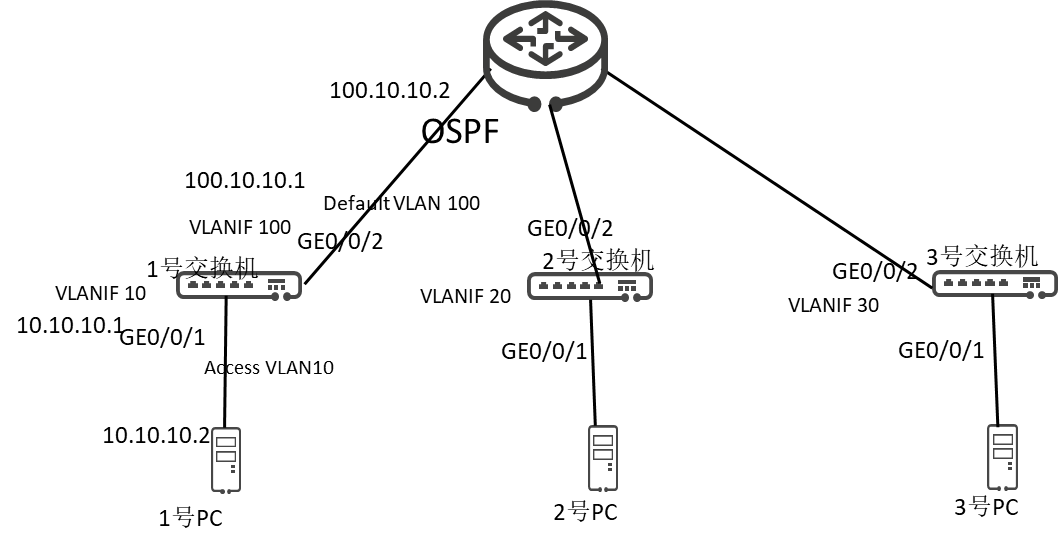 100.10.10.2
OSPF
100.10.10.1
Default VLAN 100
VLANIF 100
GE0/0/2
GE0/0/2
1号交换机
2号交换机
3号交换机
GE0/0/2
VLANIF 10
VLANIF 20
VLANIF 30
10.10.10.1
GE0/0/1
GE0/0/1
GE0/0/1
Access VLAN10
10.10.10.2
1号PC
2号PC
3号PC